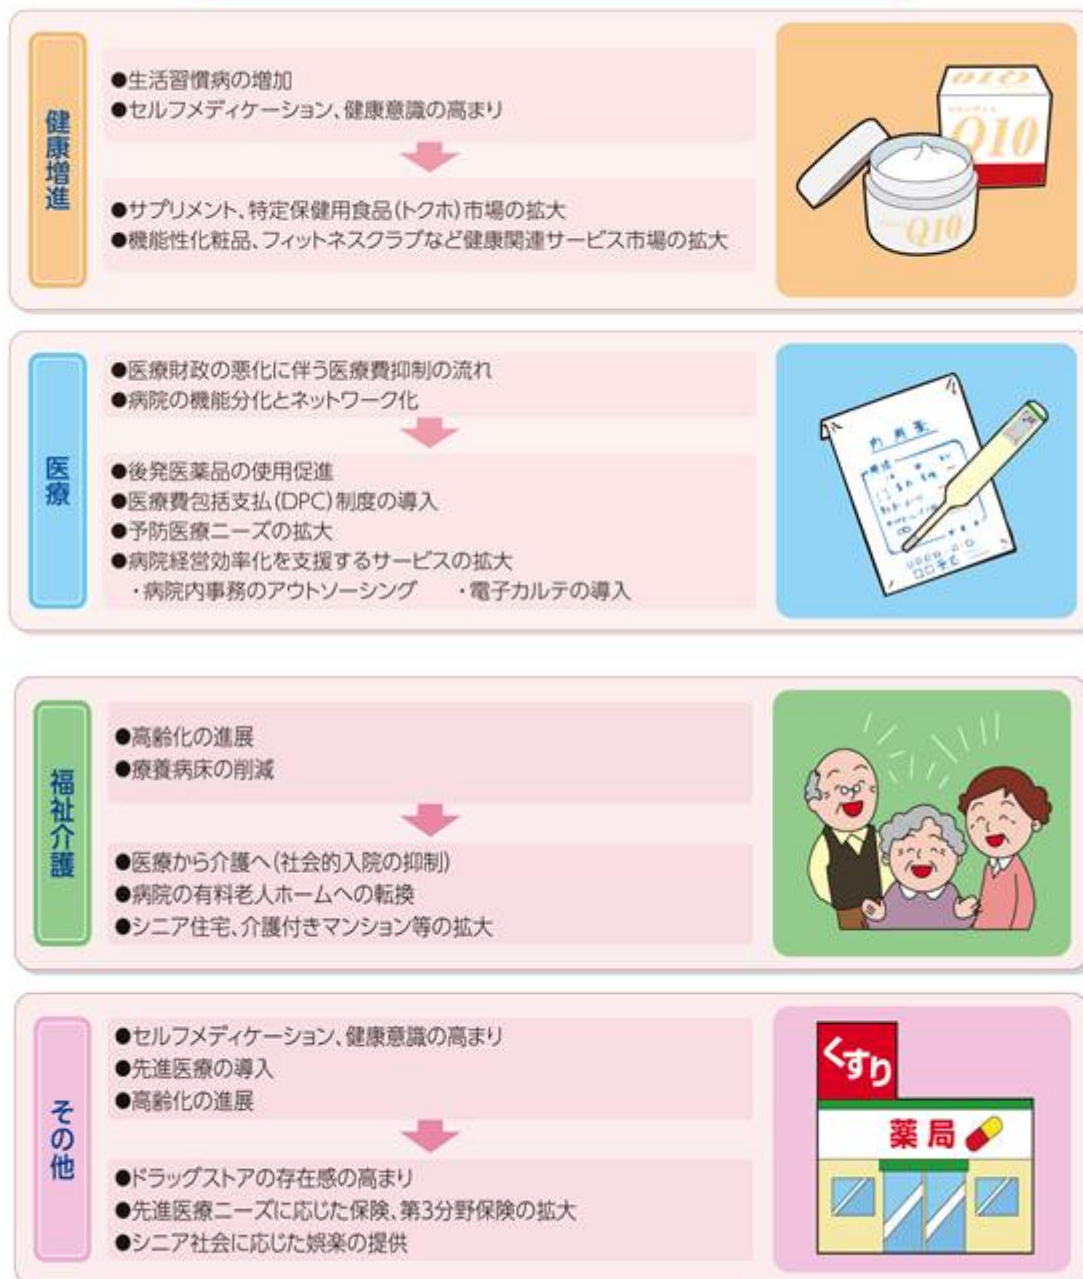 健康増進
●生活習慣病の増加
●セルフメディケーション、健康意識の高まり
●サプリメント、特定保健用食品(トクホ)市場の拡大
●機能性化粧品、フィットネスクラブなど健康関連サービス市場の拡大
Q10
Q10
Q10
医療
●医療財政の悪化に伴う医療費抑制の流れ
●病院の機能分化とネットワーク化
●後発医薬品の使用促進
●医療費包括支払(DPC)制度の導入
●予防医療ニーズの拡大
●病院経営効率化を支援するサービスの拡大
・病院内事務のアウトソーシング ・電子カルテの導入
内用薬
福祉介護
●高齢化の進展
●療養病床の削減
●医療から介護へ(社会的入院の抑制)
●病院の有料老人ホームへの転換
●シニア住宅、介護付きマンション等の拡大
その他
●セルフメディケーション、健康意識の高まり
●先進医療の導入
●高齢化の進展
●ドラッグストアの存在感の高まり
●先進医療ニーズに応じた保険、第3分野保険の拡大
●シニア社会に応じた娯楽の提供
くすり
薬局